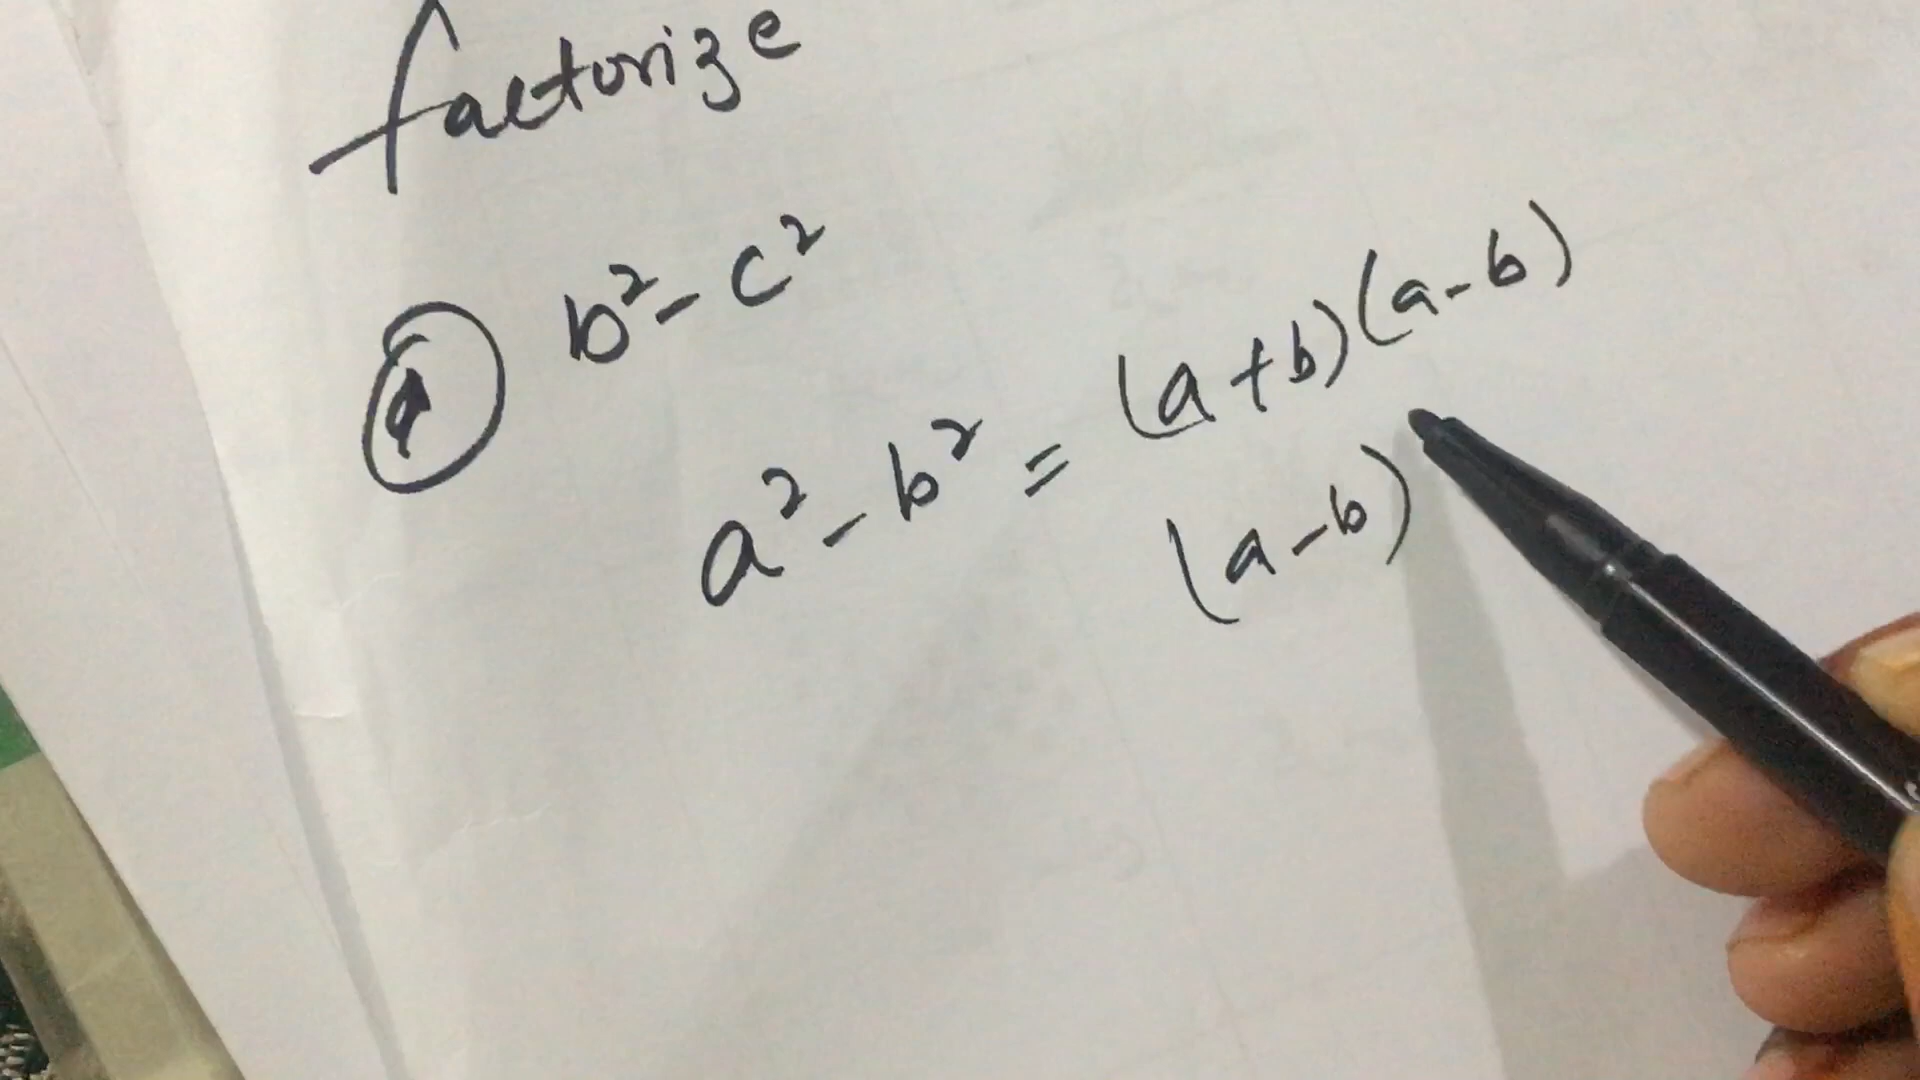 factorize
① b² - c²
a² - b² = (a + b)(a - b)
(a - b)